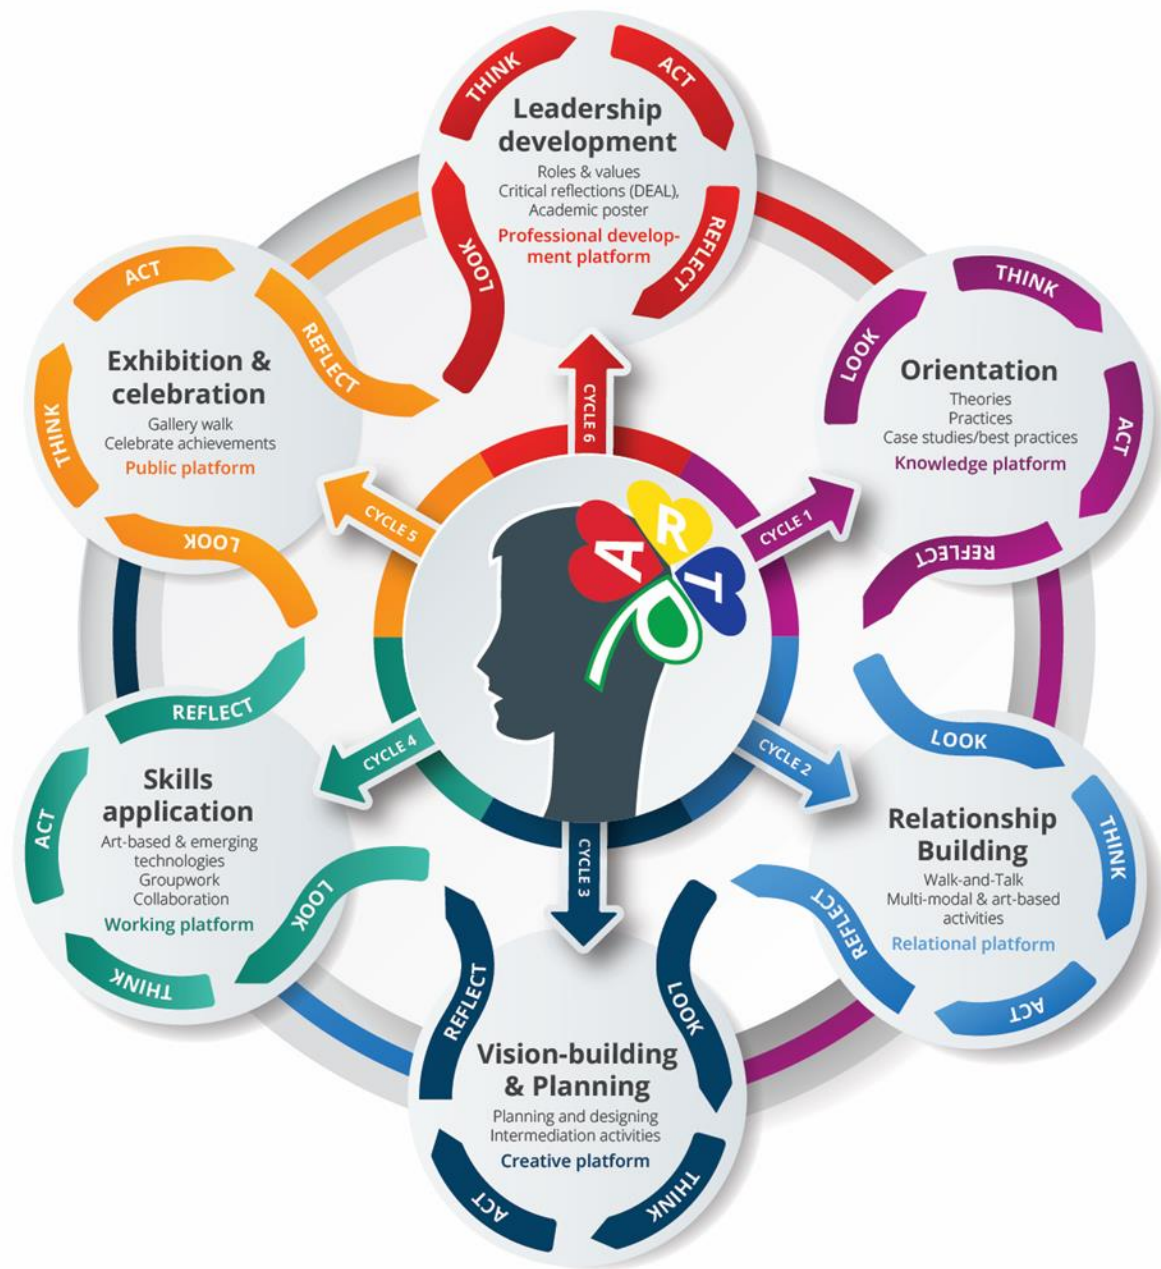 THINK
ACT
LOOK
REFLECT
Leadership
development
Roles & values
Critical reflections (DEAL),
Academic poster
Professional develop-
ment platform
CYCLE 6
THINK
LOOK
ACT
REFLECT
Orientation
Theories
Practices
Case studies/best practices
Knowledge platform
CYCLE 1
LOOK
THINK
ACT
REFLECT
Relationship
Building
Walk-and-Talk
Multi-modal & art-based
activities
Relational platform
CYCLE 2
LOOK
THINK
ACT
REFLECT
Vision-building
& Planning
Planning and designing
Intermediation activities
Creative platform
CYCLE 3
LOOK
THINK
ACT
REFLECT
Skills
application
Art-based & emerging
technologies
Groupwork
Collaboration
Working platform
CYCLE 4
LOOK
THINK
ACT
REFLECT
Exhibition &
celebration
Gallery walk
Celebrate achievements
Public platform
CYCLE 5
ART